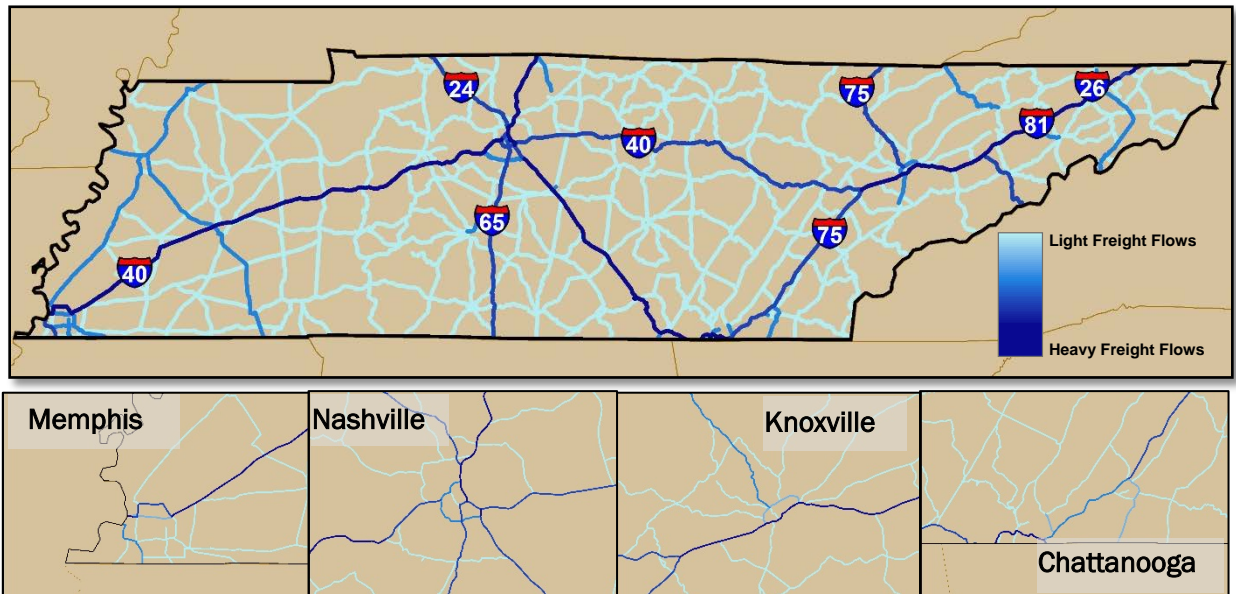 24
75
26
81
40
65
75
40
Light Freight Flows
Heavy Freight Flows
Memphis
Nashville
Knoxville
Chattanooga